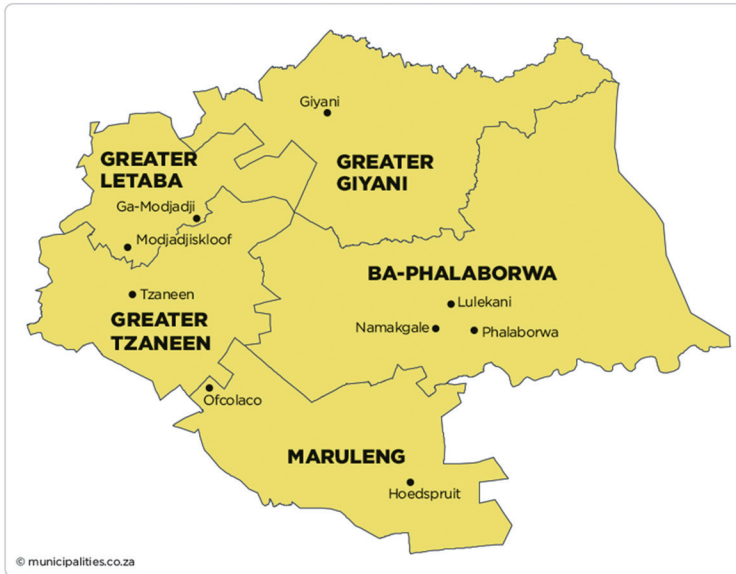 Giyani
GREATER
LETABA
GREATER
GIYANI
Ga-Modjadji
Modjadjiskloof
BA-PHALABORWA
Tzaneen
Lulekani
GREATER
TZANEEN
Namakgale
Phalaborwa
Ofcolaco
MARULENG
Hoedspruit
© municipalities.co.za